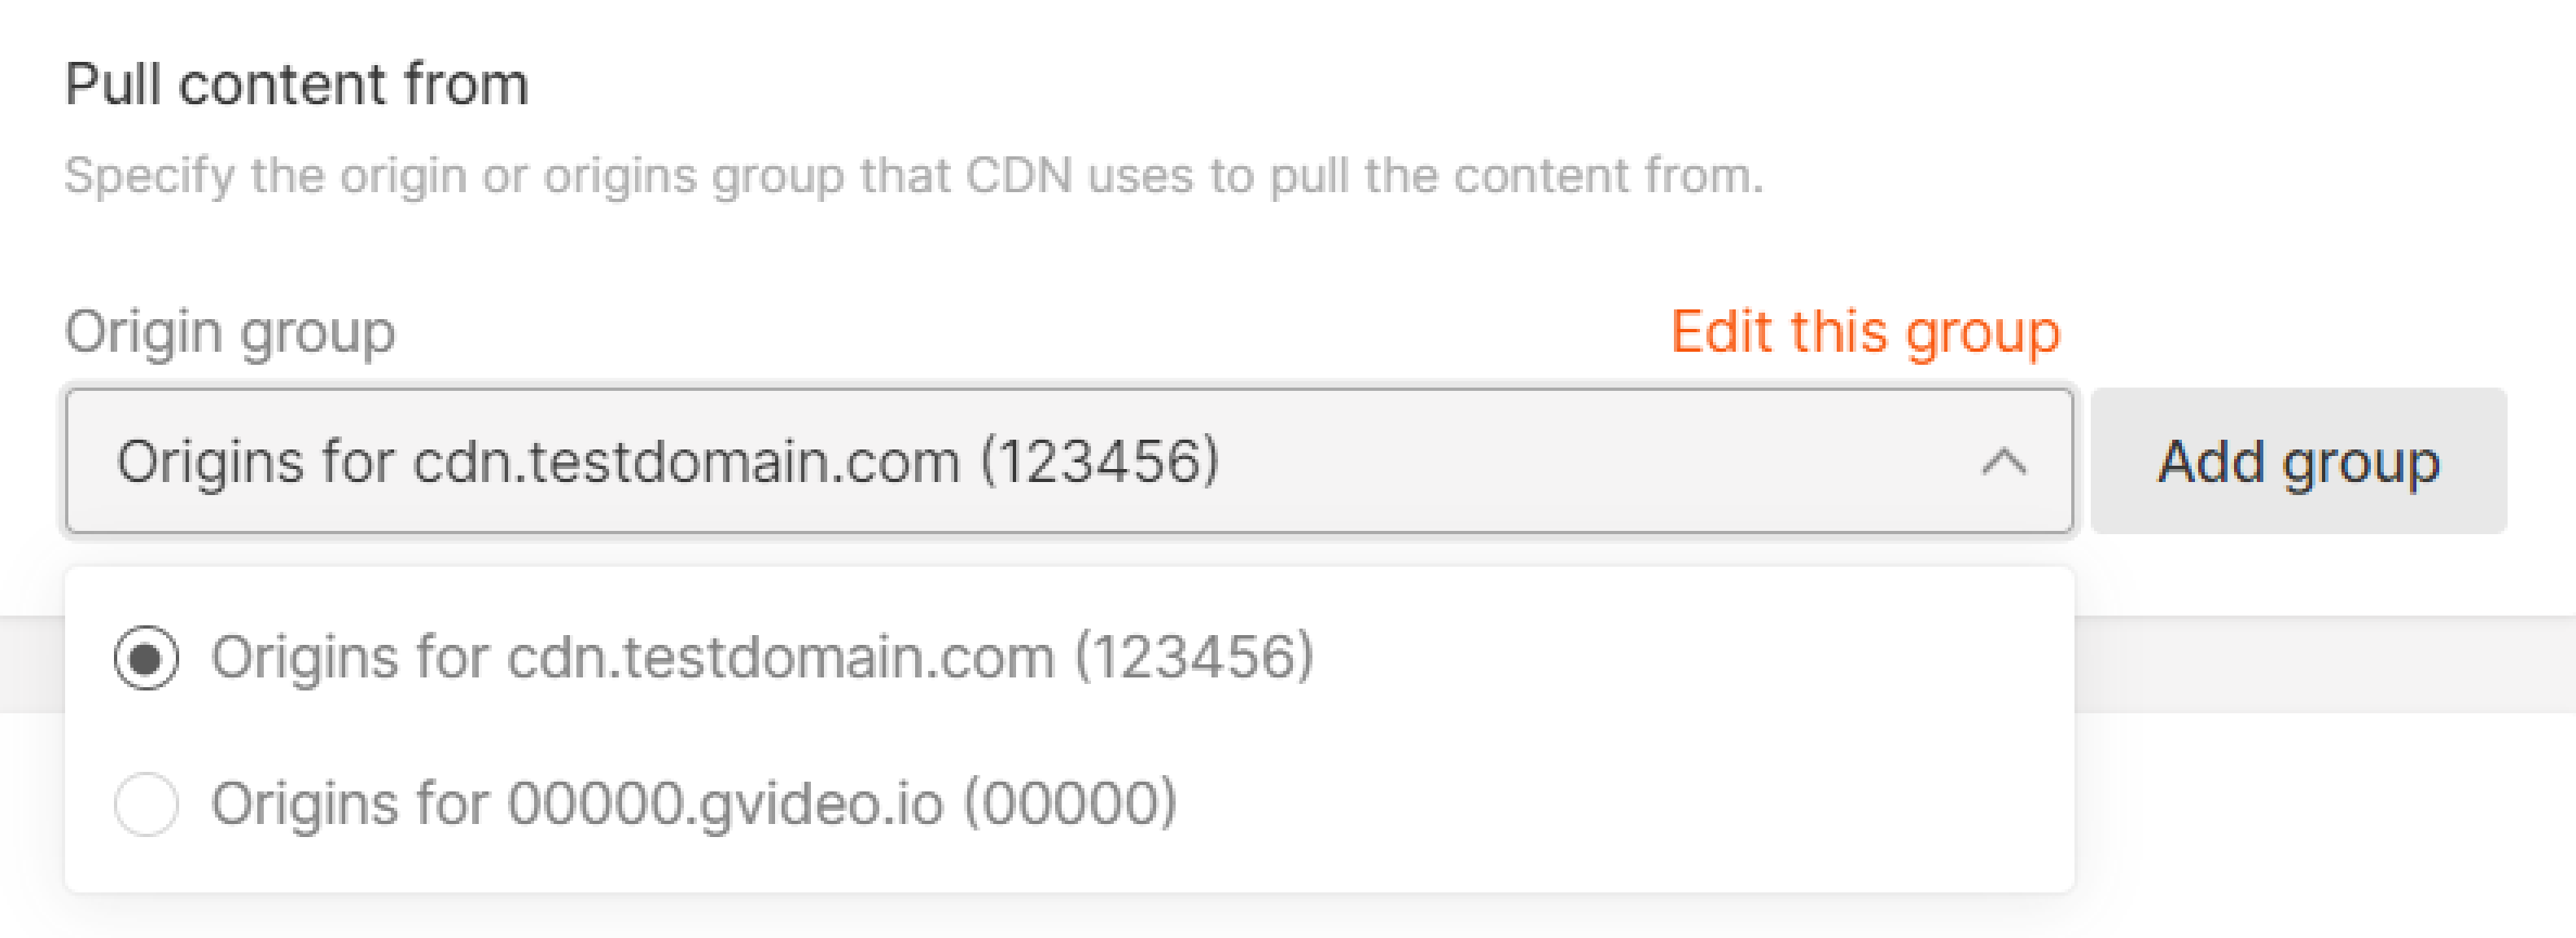 Pull content from
Specify the origin or origins group that CDN uses to pull the content from.
Origin group
Edit this group
Origins for cdn.testdomain.com (123456)
Add group
Origins for cdn.testdomain.com (123456)
Origins for 00000.gvideo.io (00000)